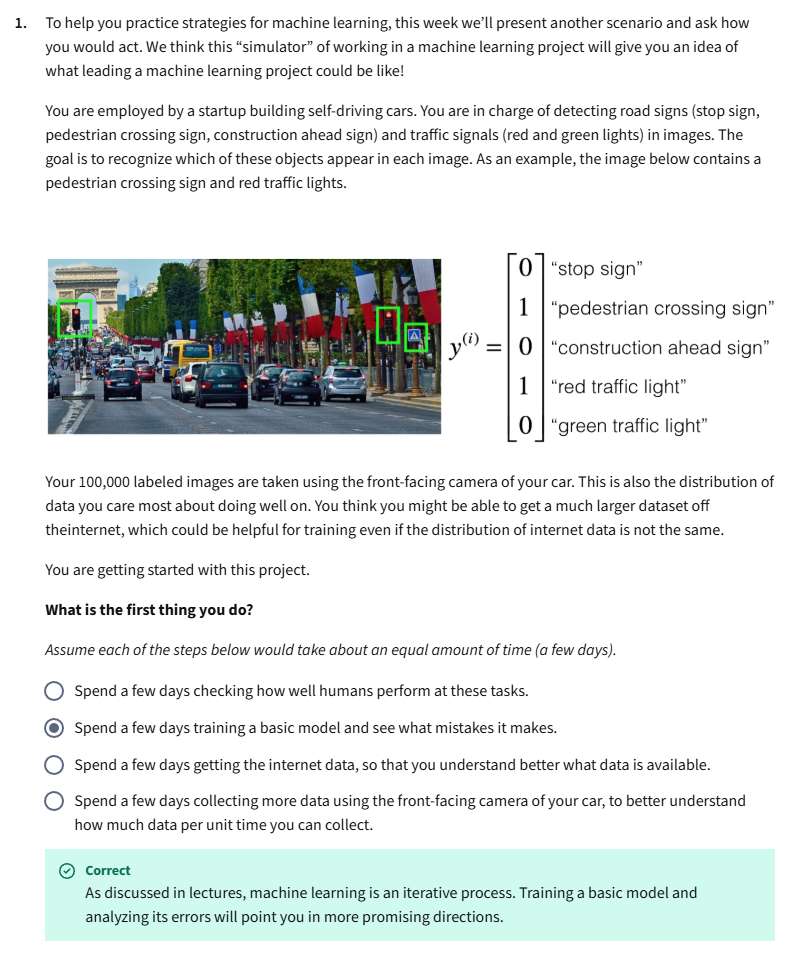 1. To help you practice strategies for machine learning, this week we’ll present another scenario and ask how
you would act. We think this “simulator” of working in a machine learning project will give you an idea of
what leading a machine learning project could be like!
You are employed by a startup building self-driving cars. You are in charge of detecting road signs (stop sign,
pedestrian crossing sign, construction ahead sign) and traffic signals (red and green lights) in images. The
goal is to recognize which of these objects appear in each image. As an example, the image below contains a
pedestrian crossing sign and red traffic lights.
0 “stop sign”
1 “pedestrian crossing sign”
y(i) = 0 “construction ahead sign”
1 “red traffic light”
0 “green traffic light”
Your 100,000 labeled images are taken using the front-facing camera of your car. This is also the distribution of
data you care most about doing well on. You think you might be able to get a much larger dataset off
theinternet, which could be helpful for training even if the distribution of internet data is not the same.
You are getting started with this project.
What is the first thing you do?
Assume each of the steps below would take about an equal amount of time (a few days).
Spend a few days checking how well humans perform at these tasks.
Spend a few days training a basic model and see what mistakes it makes.
Spend a few days getting the internet data, so that you understand better what data is available.
Spend a few days collecting more data using the front-facing camera of your car, to better understand
how much data per unit time you can collect.
Correct
As discussed in lectures, machine learning is an iterative process. Training a basic model and
analyzing its errors will point you in more promising directions.